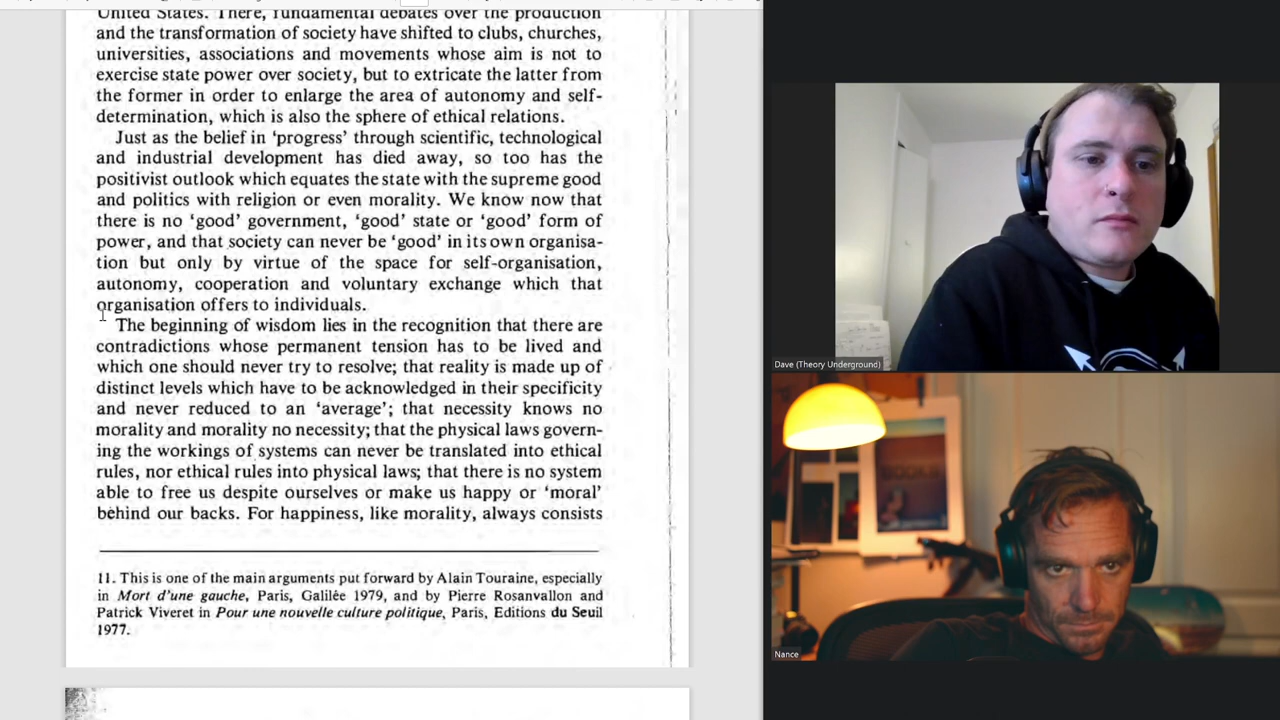 United States. There, fundamental debates over the production
and the transformation of society have shifted to clubs, churches,
universities, associations and movements whose aim is not to
exercise state power over society, but to extricate the latter from
the former in order to enlarge the area of autonomy and self-
determination, which is also the sphere of ethical relations.
Just as the belief in ‘progress’ through scientific, technological
and industrial development has died away, so too has the
positivist outlook which equates the state with the supreme good
and politics with religion or even morality. We know now that
there is no ‘good’ government, ‘good’ state or ‘good’ form of
power, and that society can never be ‘good’ in its own organisa-
tion but only by virtue of the space for self-organisation,
autonomy, cooperation and voluntary exchange which that
organisation offers to individuals.
The beginning of wisdom lies in the recognition that there are
contradictions whose permanent tension has to be lived and
which one should never try to resolve; that reality is made up of
distinct levels which have to be acknowledged in their specificity
and never reduced to an ‘average’; that necessity knows no
morality and morality no necessity; that the physical laws govern-
ing the workings of systems can never be translated into ethical
rules, nor ethical rules into physical laws; that there is no system
able to free us despite ourselves or make us happy or ‘moral’
behind our backs. For happiness, like morality, always consists
11. This is one of the main arguments put forward by Alain Touraine, especially
in Mort d’une gauche, Paris, Galilée 1979, and by Pierre Rosanvallon and
Patrick Viveret in Pour une nouvelle culture politique, Paris, Editions du Seuil
1977.
Dave (Theory Underground)
Nance